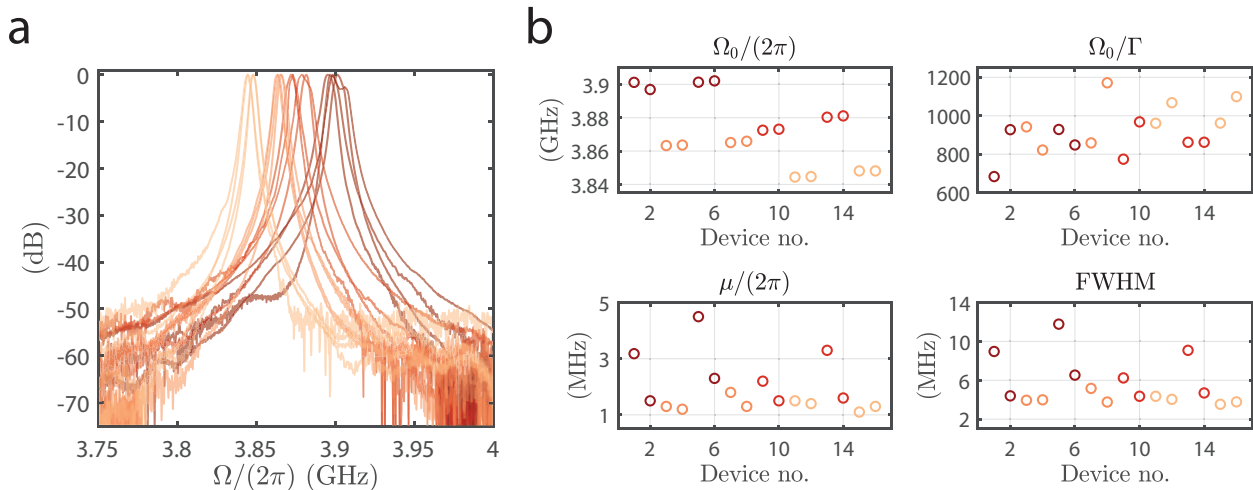 a
0
-10
-20
-30
-40
-50
-60
-70
(dB)
3.75 3.8 3.85 3.9 3.95 4
Ω/(2π) (GHz)
b
Ω₀/(2π)
3.9
3.88
3.86
3.84
(GHz)
2 6 10 14
Device no.
Ω₀/Γ
1200
1000
800
600
2 6 10 14
Device no.
μ/(2π)
5
3
1
(MHz)
2 6 10 14
Device no.
FWHM
14
10
6
2
(MHz)
2 6 10 14
Device no.